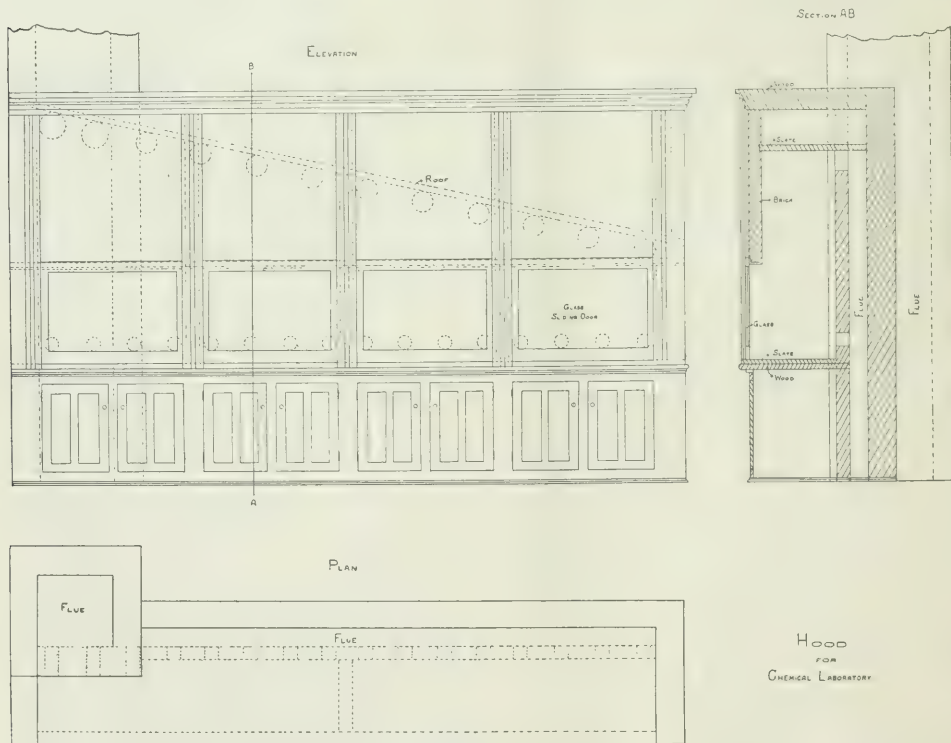 Section AB
Elevation
B
Wood
Slate
Roof
Brick
Flue
Flue
Glass
Sliding Door
Glass
Slate
Wood
A
Plan
Flue
Flue
Hood
for
Chemical Laboratory